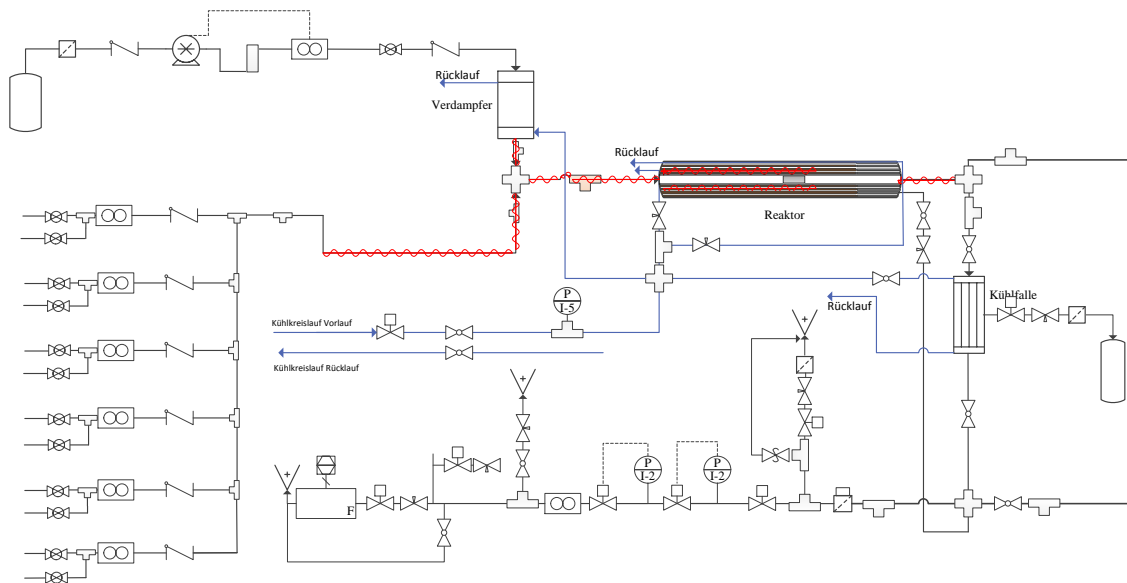 Rücklauf
Verdampfer
Rücklauf
Reaktor
Kühlfalle
Rücklauf
P
I-5
Kühlkreislauf Vorlauf
Kühlkreislauf Rücklauf
P
I-2
P
I-2
F